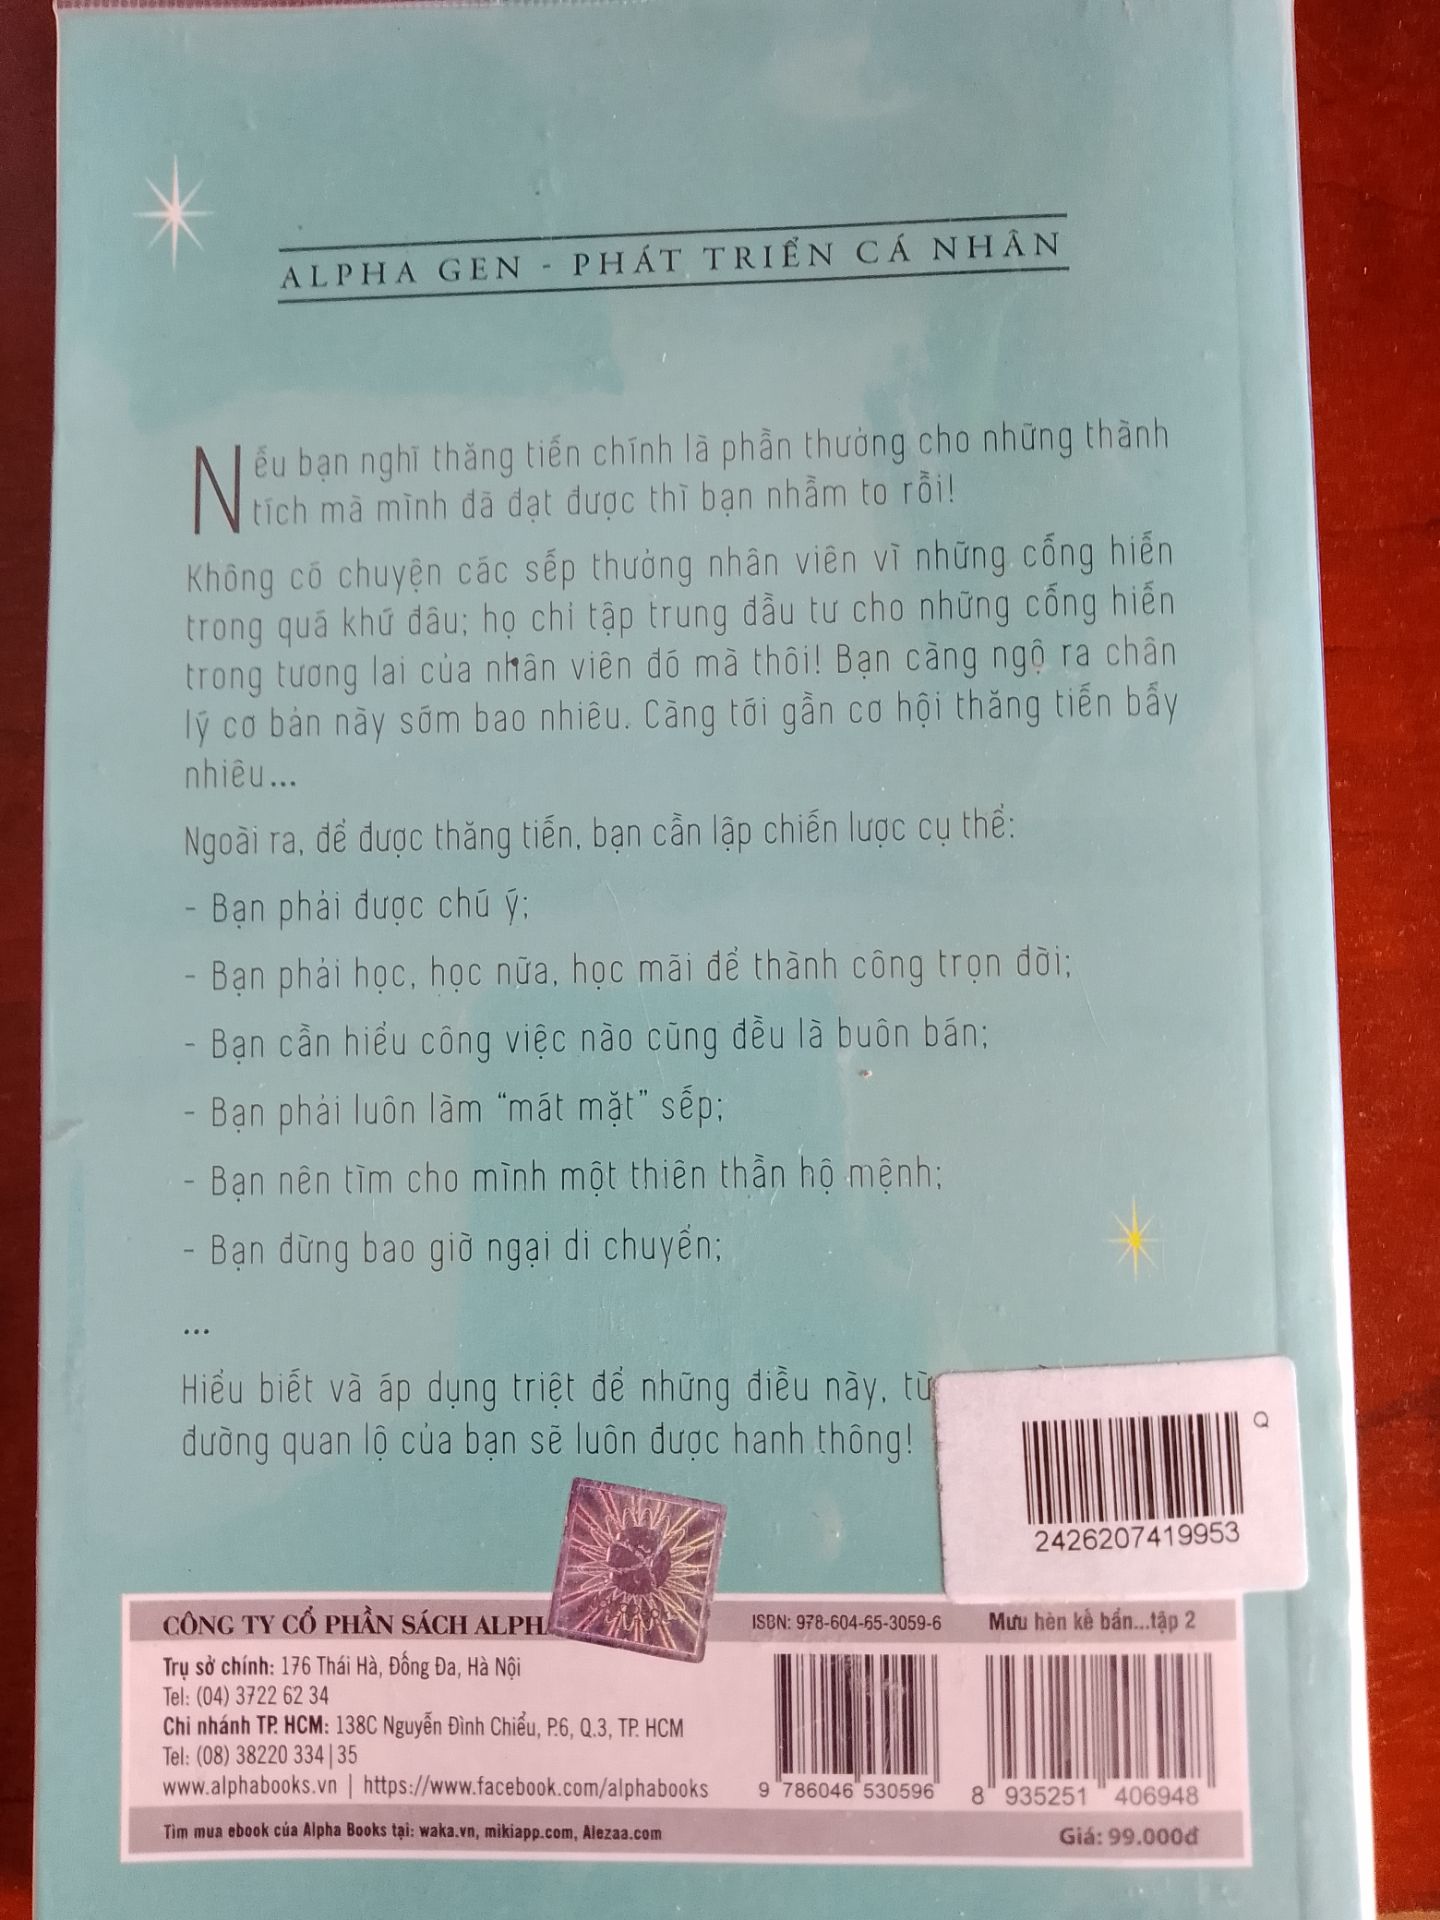 ALPHA GEN - PHÁT TRIỂN CÁ NHÂN
Nếu bạn nghĩ thăng tiến chính là phần thưởng cho những thành
tích mà mình đã đạt được thì bạn nhầm to rồi!
Không có chuyện các sếp thưởng nhân viên vì những cống hiến
trong quá khứ đâu; họ chỉ tập trung đầu tư cho những cống hiến
trong tương lai của nhân viên đó mà thôi! Bạn càng ngộ ra chân
lý cơ bản này sớm bao nhiêu. Càng tới gần cơ hội thăng tiến bấy
nhiêu...
Ngoài ra, để được thăng tiến, bạn cần lập chiến lược cụ thể:
- Bạn phải được chú ý;
- Bạn phải học, học nữa, học mãi để thành công trọn đời;
- Bạn cần hiểu công việc nào cũng đều là buôn bán;
- Bạn phải luôn làm “mát mặt” sếp;
- Bạn nên tìm cho mình một thiên thần hộ mệnh;
- Bạn đừng bao giờ ngại di chuyển;
...
Hiểu biết và áp dụng triệt để những điều này, từ
đường quan lộ của bạn sẽ luôn được hanh thông!
Q
2426207419953
CÔNG TY CỔ PHẦN SÁCH ALPH
ISBN: 978-604-65-3059-6
Mưu hèn kế bẩn...tập 2
Trụ sở chính: 176 Thái Hà, Đống Đa, Hà Nội
Tel: (04) 3722 62 34
Chi nhánh TP. HCM: 138C Nguyễn Đình Chiểu, P.6, Q.3, TP. HCM
Tel: (08) 38220 334|35
www.alphabooks.vn | https://www.facebook.com/alphabooks
9 786046 530596
8 935251 406948
Tìm mua ebook của Alpha Books tại: waka.vn, mikiapp.com, Alezaa.com
Giá: 99.000đ